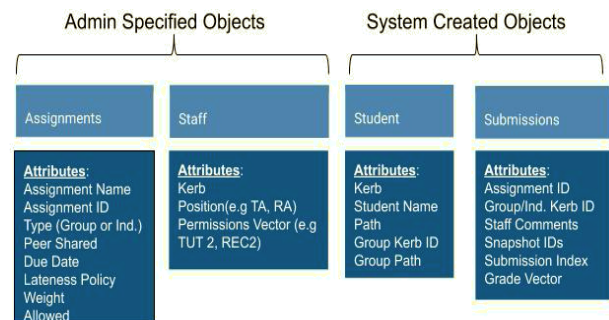 Admin Specified Objects
System Created Objects
Assignments
Staff
Student
Submissions
Attributes:
Assignment Name
Assignment ID
Type (Group or Ind.)
Peer Shared
Due Date
Lateness Policy
Weight
Allowed
Attributes:
Kerb
Position(e.g TA, RA)
Permissions Vector (e.g
TUT 2, REC2)
Attributes:
Kerb
Student Name
Path
Group Kerb ID
Group Path
Attributes:
Assignment ID
Group/Ind. Kerb ID
Staff Comments
Snapshot IDs
Submission Index
Grade Vector